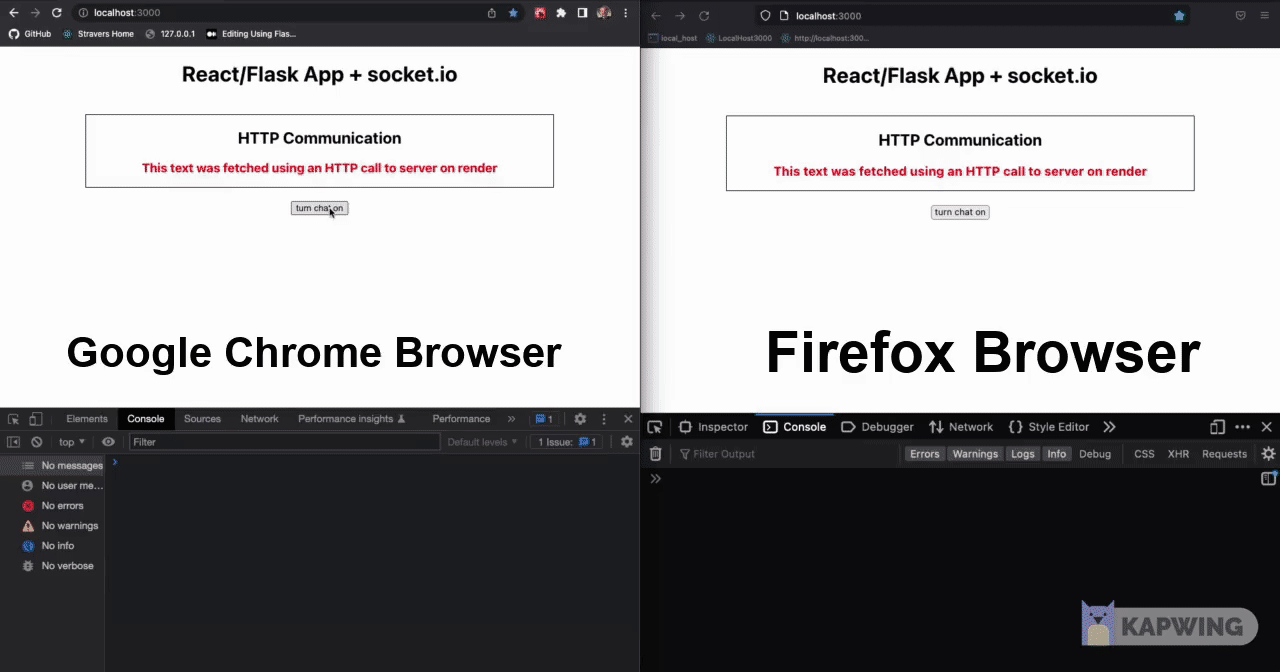 localhost:3000
GitHub Stravers Home 127.0.0.1 Editing Using Flas...
React/Flask App + socket.io
HTTP Communication
This text was fetched using an HTTP call to server on render
turn chat on
Google Chrome Browser
Elements Console Sources Network Performance insights Performance » 1
top Filter Default levels 1 Issue: 1
No messages
No user me...
No errors
No warnings
No info
No verbose
localhost:3000
local_host LocalHost3000 http://localhost:300...
React/Flask App + socket.io
HTTP Communication
This text was fetched using an HTTP call to server on render
turn chat on
Firefox Browser
Inspector Console Debugger Network {} Style Editor »
Filter Output Errors Warnings Logs Info Debug CSS XHR Requests
KAPWING